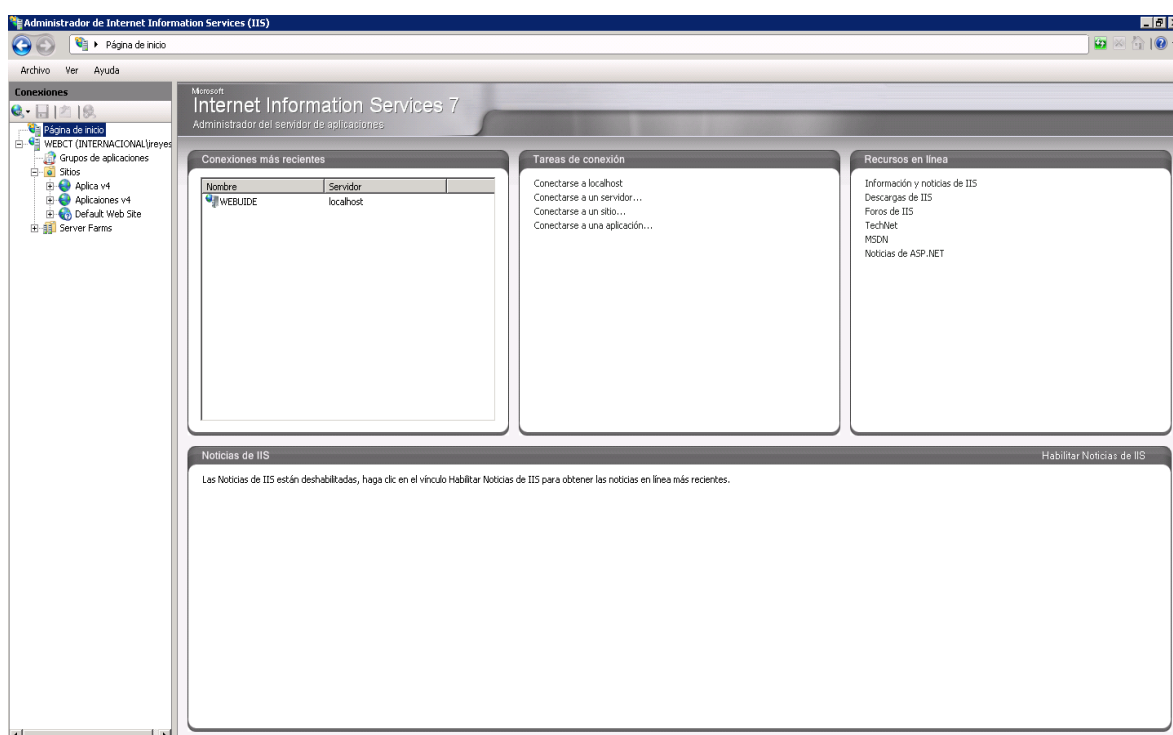 Administrador de Internet Information Services (IIS)
Página de inicio
Archivo Ver Ayuda
Conexiones
Página de inicio
WEBCT (INTERNACIONAL\jreyes
Grupos de aplicaciones
Sitios
Aplica v4
Aplicaiones v4
Default Web Site
Server Farms
Microsoft
Internet Information Services 7
Administrador del servidor de aplicaciones
Conexiones más recientes
Nombre Servidor
WEBUIDE localhost
Tareas de conexión
Conectarse a localhost
Conectarse a un servidor...
Conectarse a un sitio...
Conectarse a una aplicación...
Recursos en línea
Información y noticias de IIS
Descargas de IIS
Foros de IIS
TechNet
MSDN
Noticias de ASP.NET
Noticias de IIS
Habilitar Noticias de IIS
Las Noticias de IIS están deshabilitadas, haga clic en el vínculo Habilitar Noticias de IIS para obtener las noticias en línea más recientes.